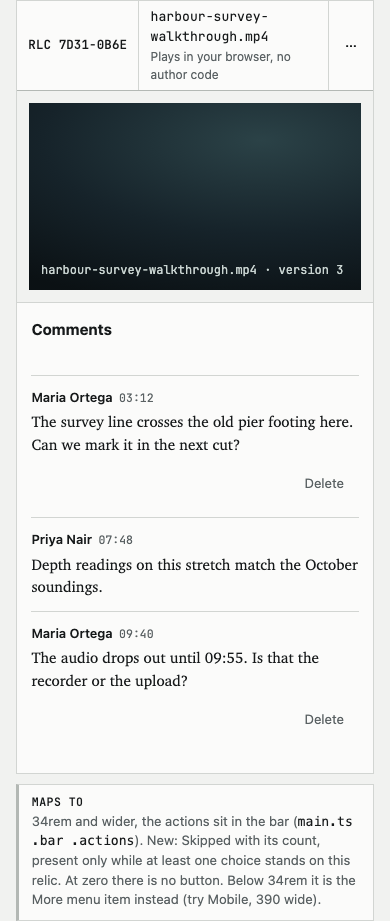 RLC 7D31-0B6E
harbour-survey-
walkthrough.mp4
Plays in your browser, no
author code
…
harbour-survey-walkthrough.mp4 · version 3
Comments
Maria Ortega 03:12
The survey line crosses the old pier footing here.
Can we mark it in the next cut?
Delete
Priya Nair 07:48
Depth readings on this stretch match the October
soundings.
Maria Ortega 09:40
The audio drops out until 09:55. Is that the
recorder or the upload?
Delete
MAPS TO
34rem and wider, the actions sit in the bar (main.ts
.bar .actions). New: Skipped with its count,
present only while at least one choice stands on this
relic. At zero there is no button. Below 34rem it is the
More menu item instead (try Mobile, 390 wide).